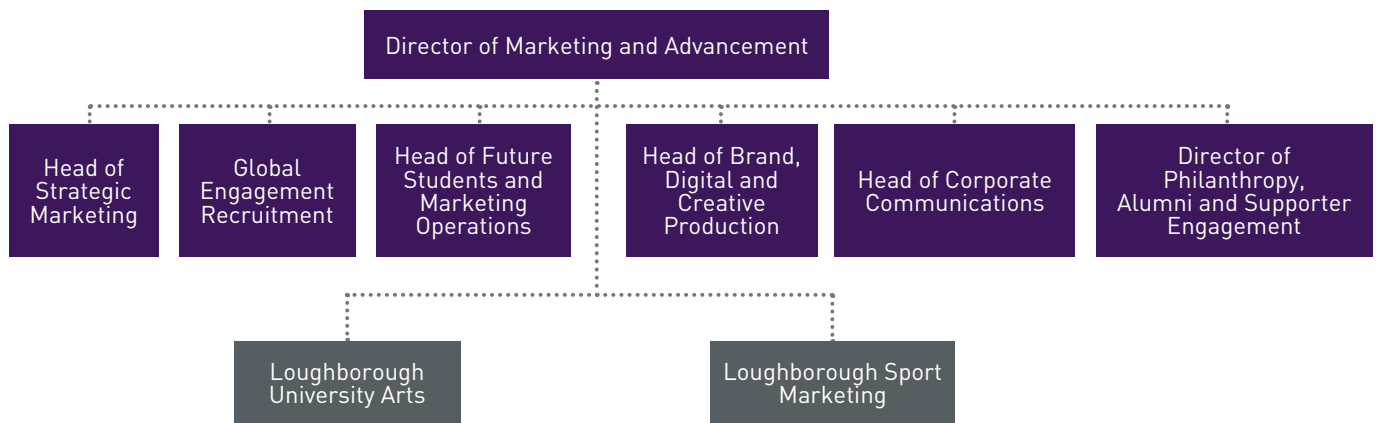 Director of Marketing and Advancement
Head of
Strategic
Marketing
Global
Engagement
Recruitment
Head of Future
Students and
Marketing
Operations
Head of Brand,
Digital and
Creative
Production
Head of Corporate
Communications
Director of
Philanthropy,
Alumni and Supporter
Engagement
Loughborough
University Arts
Loughborough Sport
Marketing